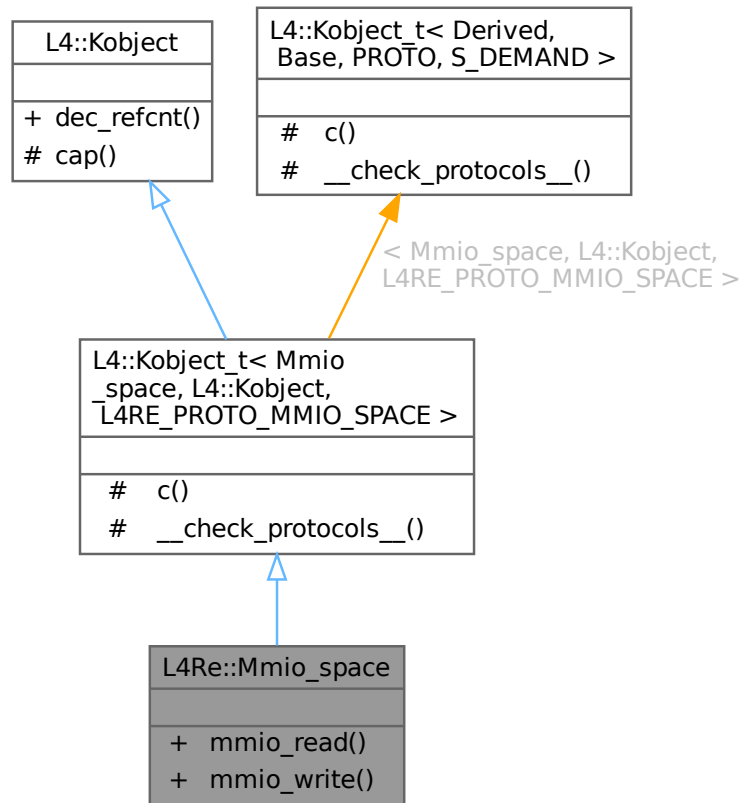 L4::Kobject
+ dec_refcnt()
# cap()
L4::Kobject_t< Derived,
Base, PROTO, S_DEMAND >
# c()
# __check_protocols__()
< Mmio_space, L4::Kobject,
L4RE_PROTO_MMIO_SPACE >
L4::Kobject_t< Mmio
_space, L4::Kobject,
L4RE_PROTO_MMIO_SPACE >
# c()
# __check_protocols__()
L4Re::Mmio_space
+ mmio_read()
+ mmio_write()